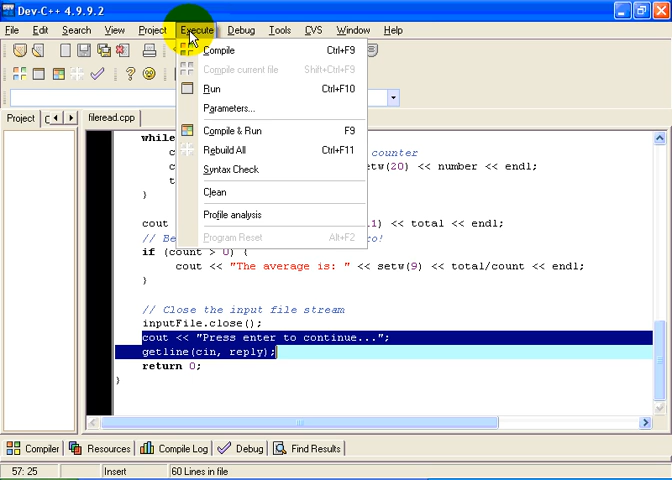 Dev-C++ 4.9.9.2
File Edit Search View Project Execute Debug Tools CVS Window Help
Compile Ctrl+F9
Compile current file Shift+Ctrl+F9
Run Ctrl+F10
Parameters...
Compile & Run F9
Rebuild All Ctrl+F11
Syntax Check
Clean
Profile analysis
Program Reset Alt+F2
Project
fileread.cpp
while
counter
<< number << endl;
}
cout << total << endl;
if (count > 0) {
cout << "The average is: " << setw(9) << total/count << endl;
}
// Close the input file stream
inputFile.close();
cout << "Press enter to continue...";
getline(cin, reply);
return 0;
}
Compiler Resources Compile Log Debug Find Results
57: 25 Insert 60 Lines in file